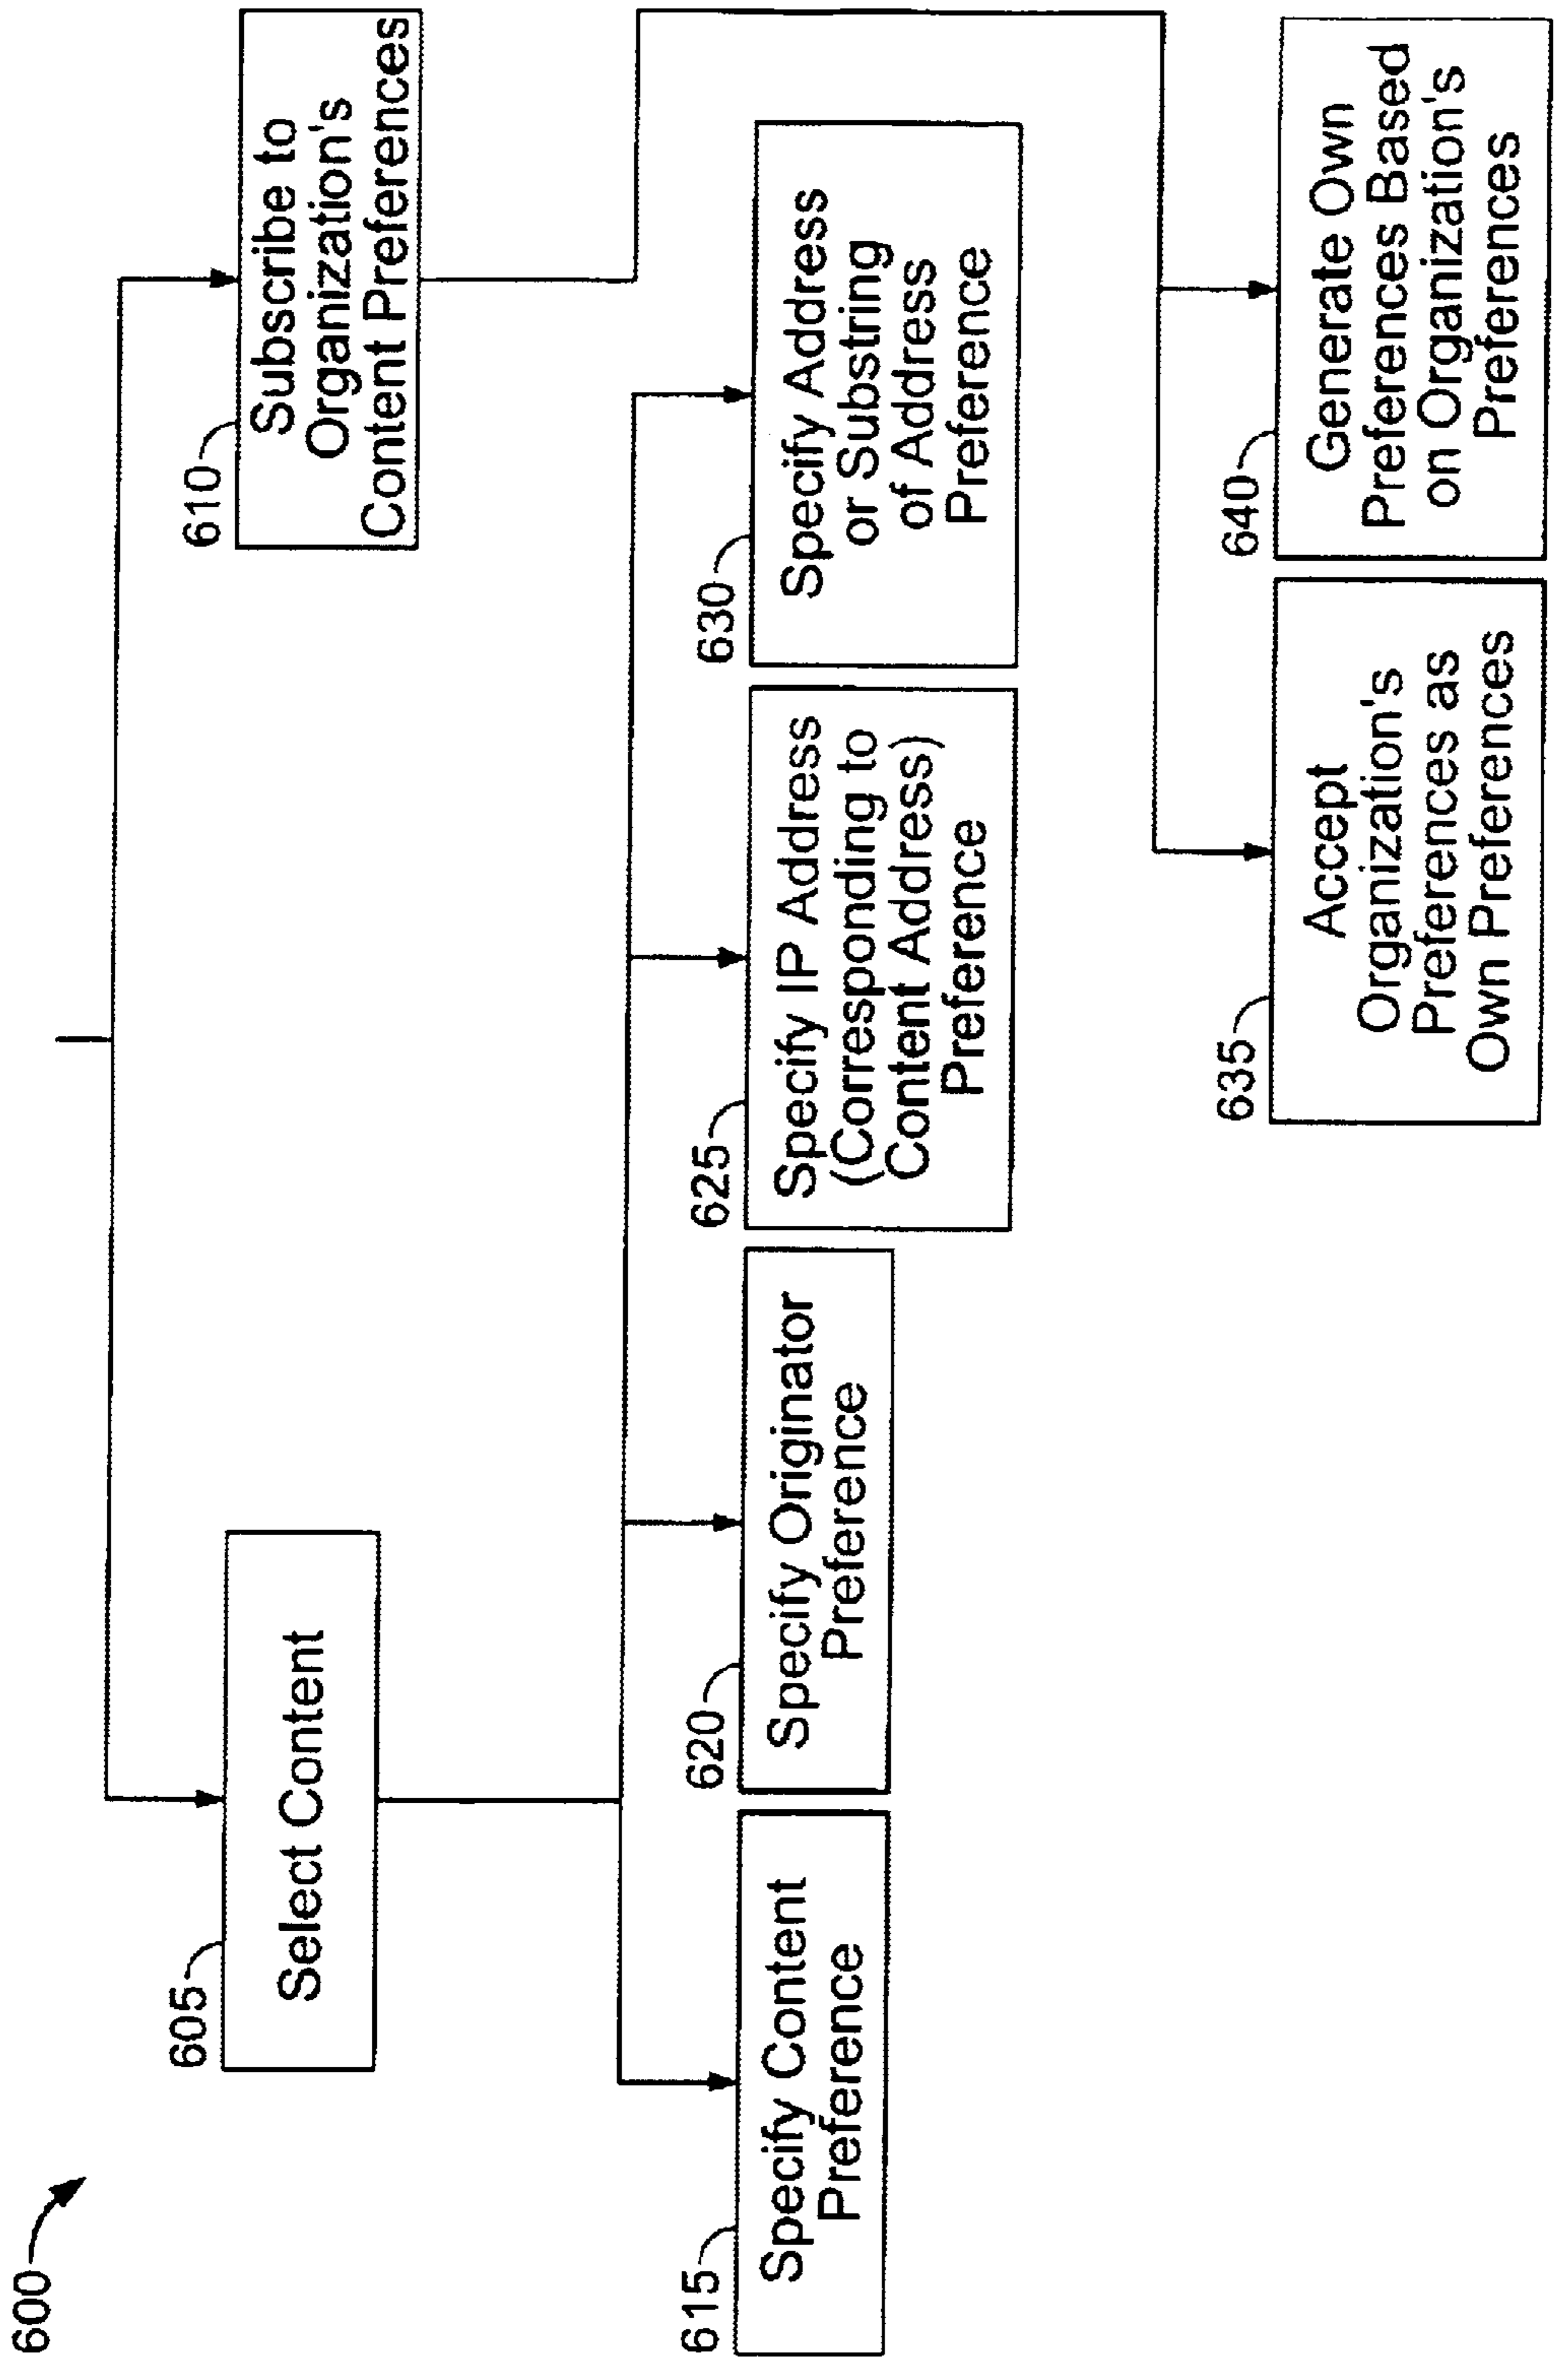 600
605
Select Content
610
Subscribe to
Organization's
Content Preferences
615
Specify Content
Preference
620
Specify Originator
Preference
625
Specify IP Address
(Corresponding to
Content Address)
Preference
630
Specify Address
or Substring
of Address
Preference
635
Accept
Organization's
Preferences as
Own Preferences
640
Generate Own
Preferences Based
on Organization's
Preferences